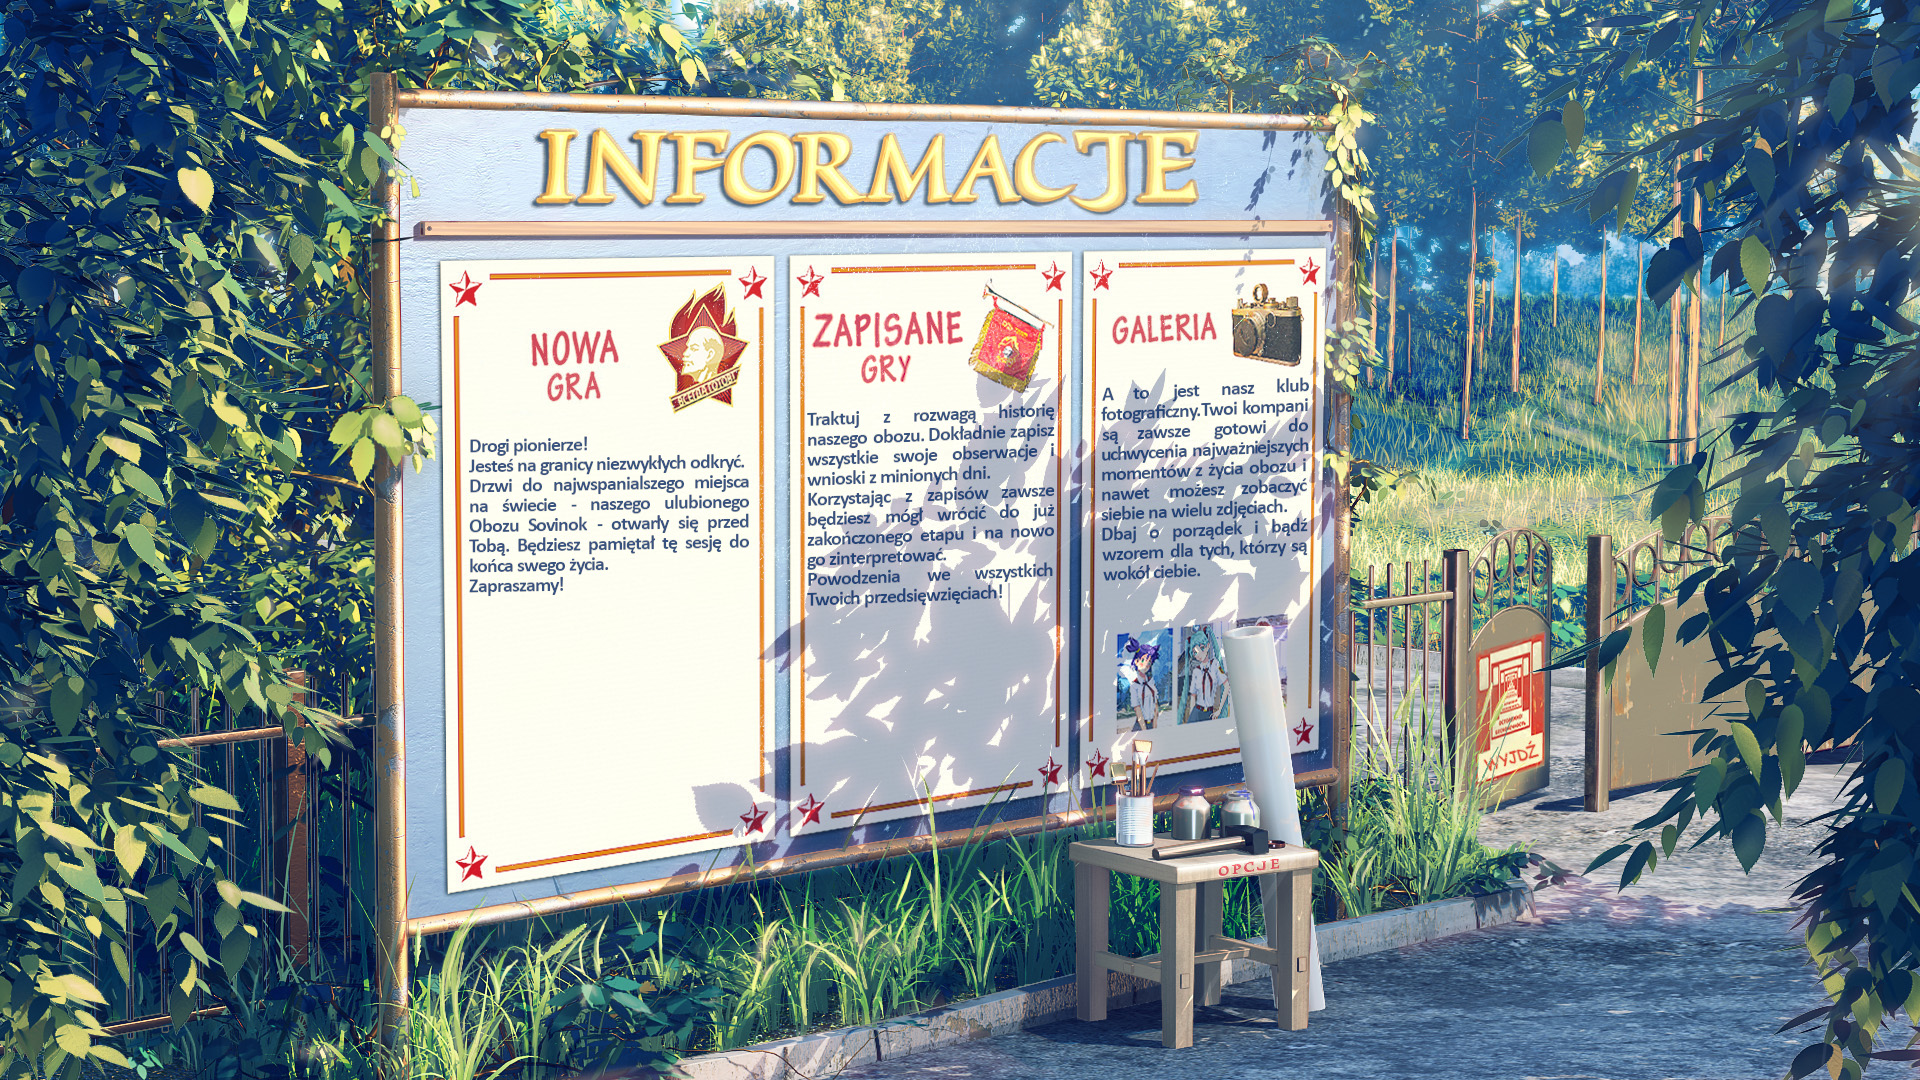 INFORMACJE
NOWA
GRA
ВСЕГДА ГОТОВ!
Drogi pionierze!
Jesteś na granicy niezwykłych odkryć.
Drzwi do najwspanialszego miejsca
na świecie - naszego ulubionego
Obozu Sovinok - otwarły się przed
Tobą. Będziesz pamiętał tę sesję do
końca swego życia.
Zapraszamy!
ZAPISANE
GRY
Traktuj z rozwagą historię
naszego obozu. Dokładnie zapisz
wszystkie swoje obserwacje i
wnioski z minionych dni.
Korzystając z zapisów zawsze
będziesz mógł wrócić do już
zakończonego etapu i na nowo
go zinterpretować.
Powodzenia we wszystkich
Twoich przedsięwzięciach!
GALERIA
A to jest nasz klub
fotograficzny.Twoi kompani
są zawsze gotowi do
uchwycenia najważniejszych
momentów z życia obozu i
nawet możesz zobaczyć
siebie na wielu zdjęciach.
Dbaj o porządek i bądź
wzorem dla tych, którzy są
wokół ciebie.
OPCJE
WYJDŹ